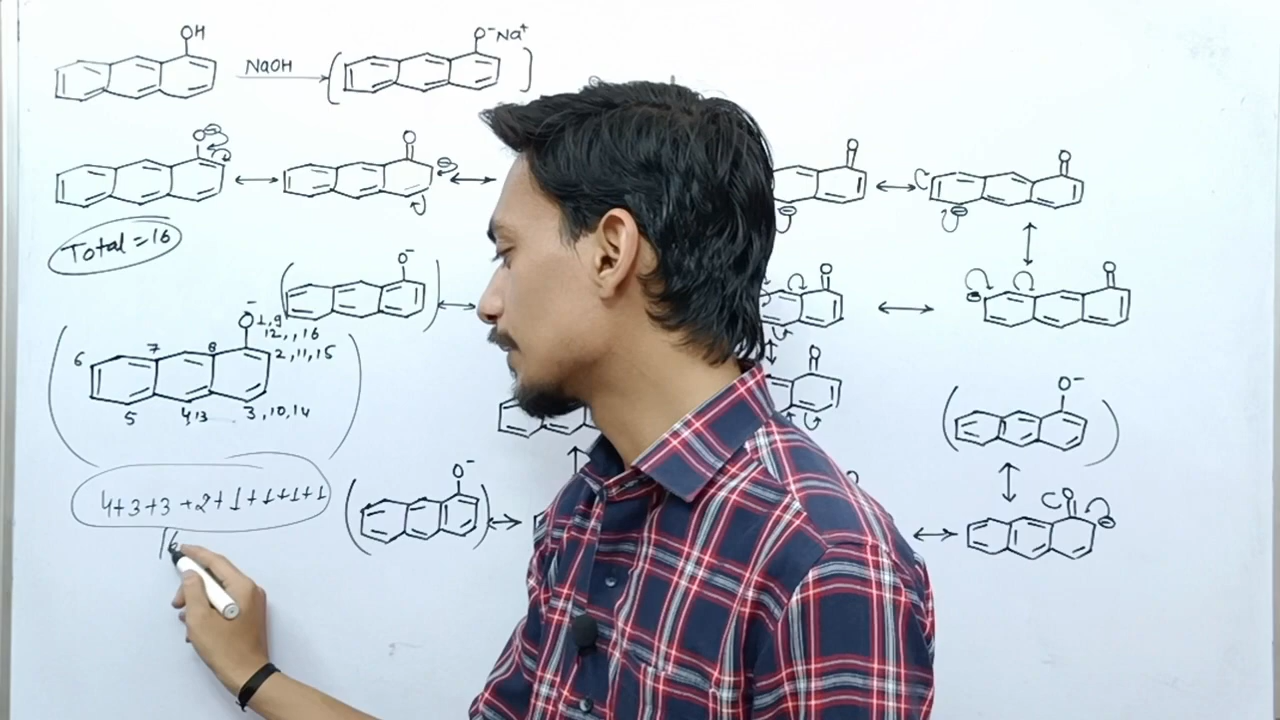 OH
NaOH
O⁻Na⁺
O⊖
O
⊖
O
⊖
O
⊖
Total = 16
O⁻
O
O
⊖
O⁻
1,9
12,,16
6
7
8
2,11,15
5
4,13
3,10,14
O
O⁻
4+3+3+2+1+1+1+1
16
O⁻
O
⊖